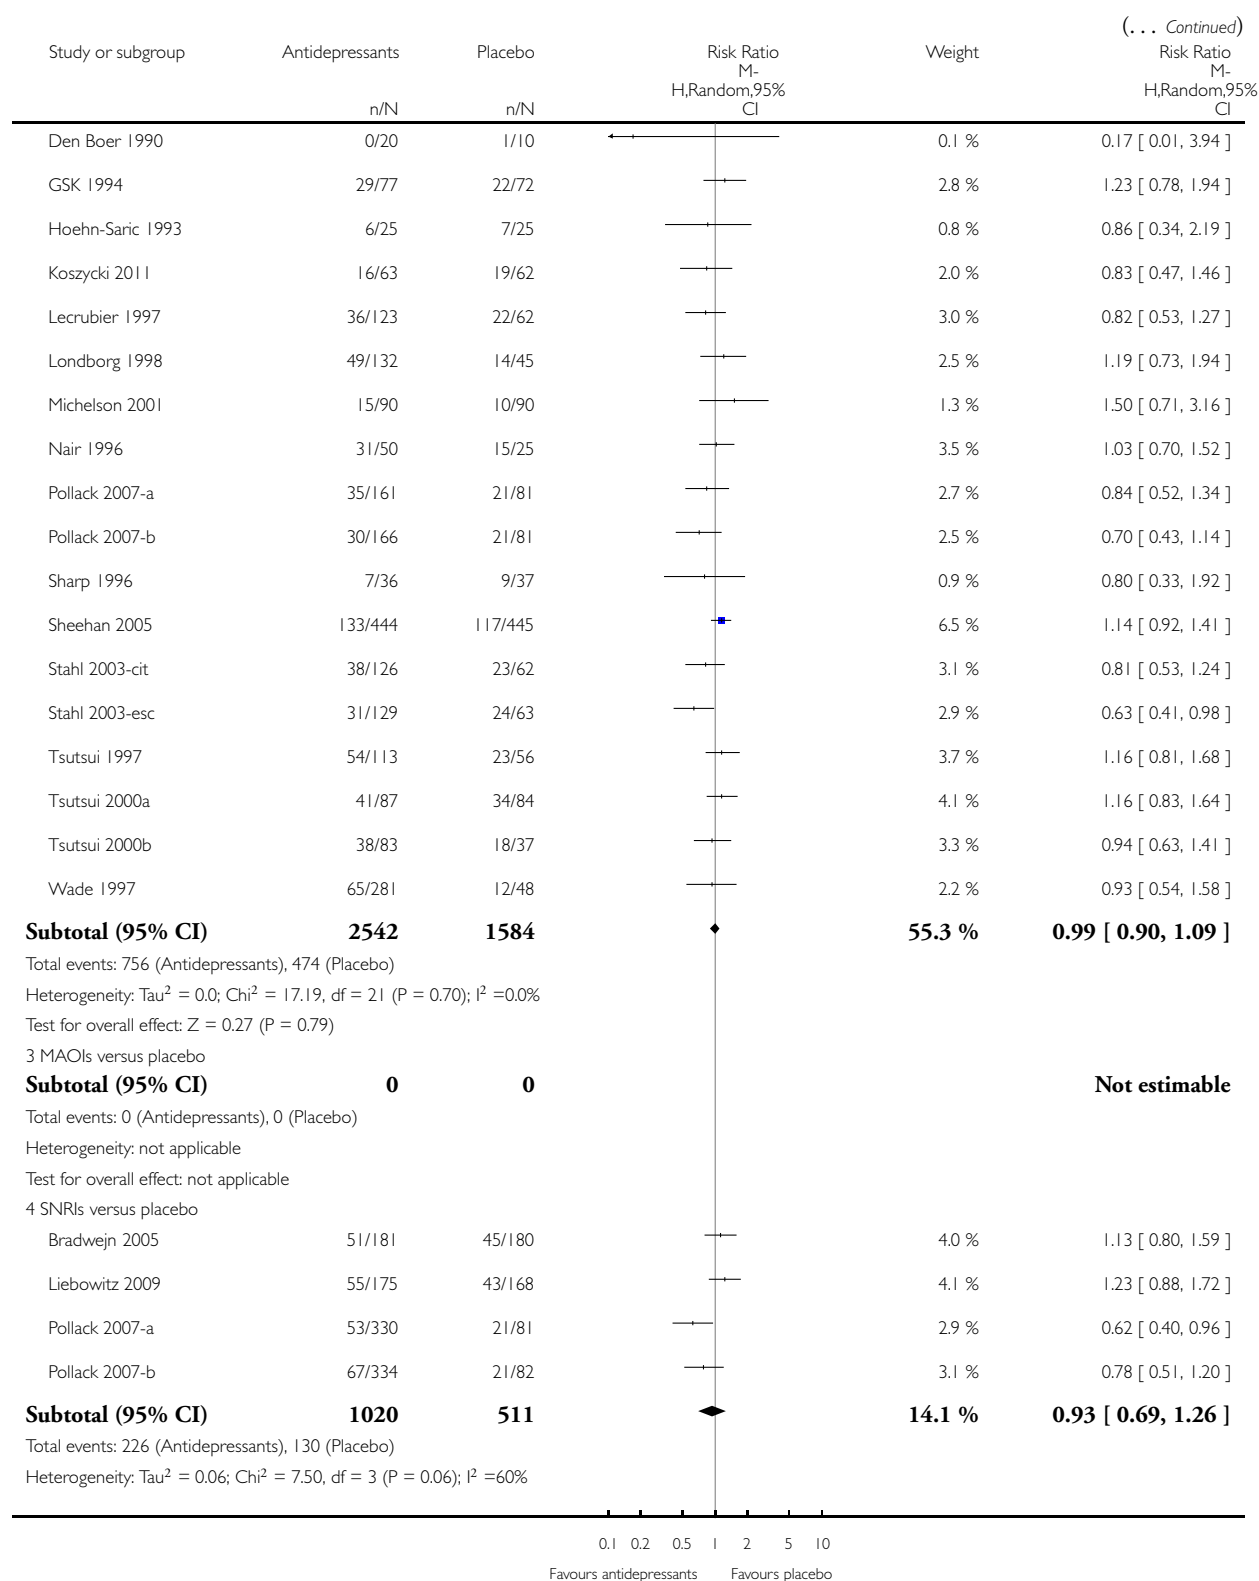 (... Continued)
Study or subgroup Antidepressants Placebo Risk Ratio Weight Risk Ratio
M- M-
H,Random,95% H,Random,95%
n/N n/N CI CI
Den Boer 1990 0/20 1/10 0.1 % 0.17 [ 0.01, 3.94 ]
GSK 1994 29/77 22/72 2.8 % 1.23 [ 0.78, 1.94 ]
Hoehn-Saric 1993 6/25 7/25 0.8 % 0.86 [ 0.34, 2.19 ]
Koszycki 2011 16/63 19/62 2.0 % 0.83 [ 0.47, 1.46 ]
Lecrubier 1997 36/123 22/62 3.0 % 0.82 [ 0.53, 1.27 ]
Londborg 1998 49/132 14/45 2.5 % 1.19 [ 0.73, 1.94 ]
Michelson 2001 15/90 10/90 1.3 % 1.50 [ 0.71, 3.16 ]
Nair 1996 31/50 15/25 3.5 % 1.03 [ 0.70, 1.52 ]
Pollack 2007-a 35/161 21/81 2.7 % 0.84 [ 0.52, 1.34 ]
Pollack 2007-b 30/166 21/81 2.5 % 0.70 [ 0.43, 1.14 ]
Sharp 1996 7/36 9/37 0.9 % 0.80 [ 0.33, 1.92 ]
Sheehan 2005 133/444 117/445 6.5 % 1.14 [ 0.92, 1.41 ]
Stahl 2003-cit 38/126 23/62 3.1 % 0.81 [ 0.53, 1.24 ]
Stahl 2003-esc 31/129 24/63 2.9 % 0.63 [ 0.41, 0.98 ]
Tsutsui 1997 54/113 23/56 3.7 % 1.16 [ 0.81, 1.68 ]
Tsutsui 2000a 41/87 34/84 4.1 % 1.16 [ 0.83, 1.64 ]
Tsutsui 2000b 38/83 18/37 3.3 % 0.94 [ 0.63, 1.41 ]
Wade 1997 65/281 12/48 2.2 % 0.93 [ 0.54, 1.58 ]
Subtotal (95% CI) 2542 1584 55.3 % 0.99 [ 0.90, 1.09 ]
Total events: 756 (Antidepressants), 474 (Placebo)
Heterogeneity: Tau² = 0.0; Chi² = 17.19, df = 21 (P = 0.70); I² =0.0%
Test for overall effect: Z = 0.27 (P = 0.79)
3 MAOIs versus placebo
Subtotal (95% CI) 0 0 Not estimable
Total events: 0 (Antidepressants), 0 (Placebo)
Heterogeneity: not applicable
Test for overall effect: not applicable
4 SNRIs versus placebo
Bradwejn 2005 51/181 45/180 4.0 % 1.13 [ 0.80, 1.59 ]
Liebowitz 2009 55/175 43/168 4.1 % 1.23 [ 0.88, 1.72 ]
Pollack 2007-a 53/330 21/81 2.9 % 0.62 [ 0.40, 0.96 ]
Pollack 2007-b 67/334 21/82 3.1 % 0.78 [ 0.51, 1.20 ]
Subtotal (95% CI) 1020 511 14.1 % 0.93 [ 0.69, 1.26 ]
Total events: 226 (Antidepressants), 130 (Placebo)
Heterogeneity: Tau² = 0.06; Chi² = 7.50, df = 3 (P = 0.06); I² =60%
0.1 0.2 0.5 1 2 5 10
Favours antidepressants Favours placebo